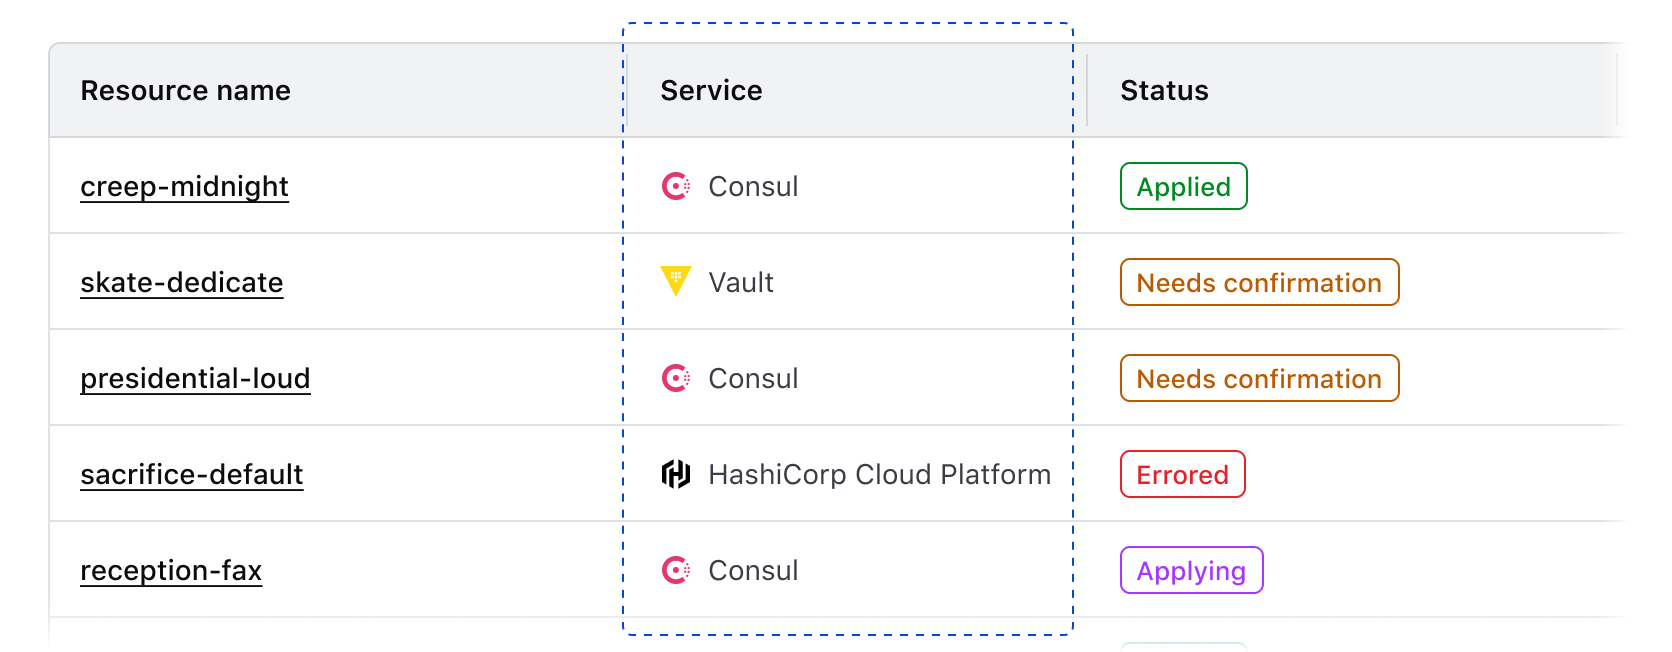 Resource name Service Status
creep-midnight Consul Applied
skate-dedicate Vault Needs confirmation
presidential-loud Consul Needs confirmation
sacrifice-default HashiCorp Cloud Platform Errored
reception-fax Consul Applying